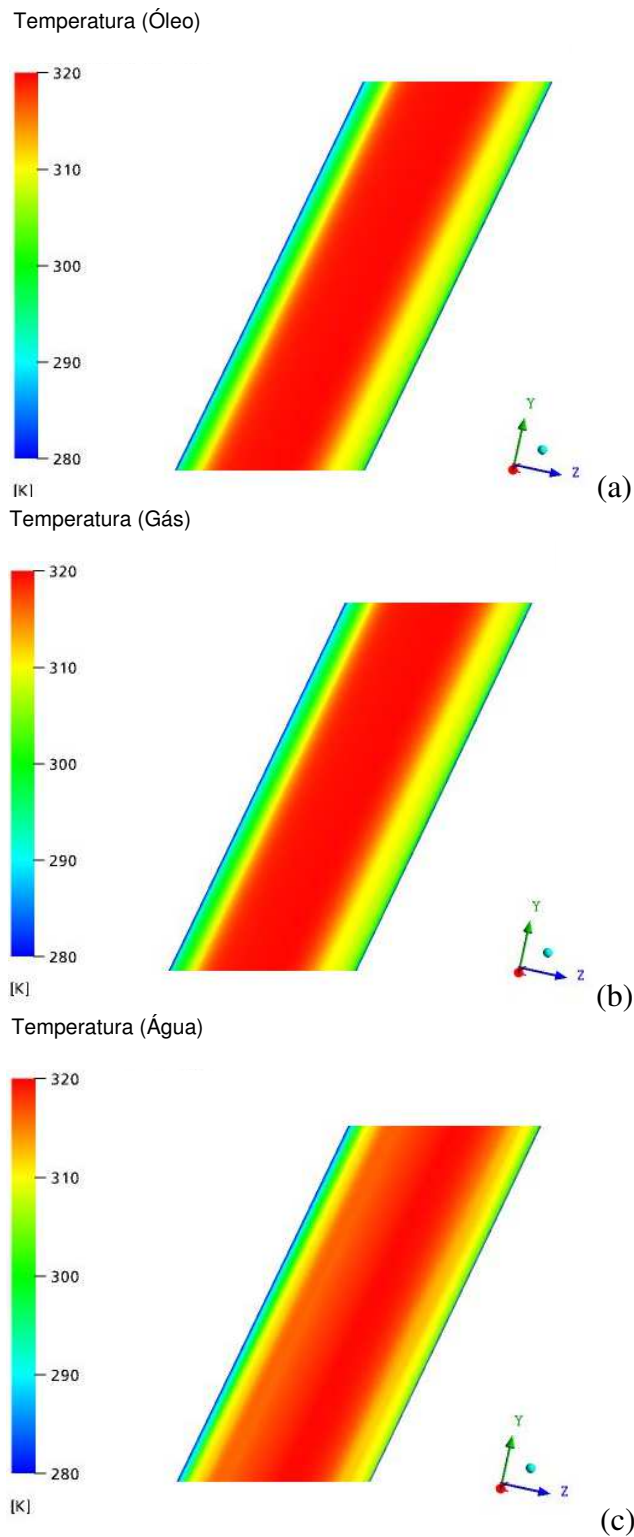 Temperatura (Óleo)
320
310
300
290
280
[K]
Y
Z
(a)
Temperatura (Gás)
320
310
300
290
280
[K]
Y
Z
(b)
Temperatura (Água)
320
310
300
290
280
[K]
Y
Z
(c)